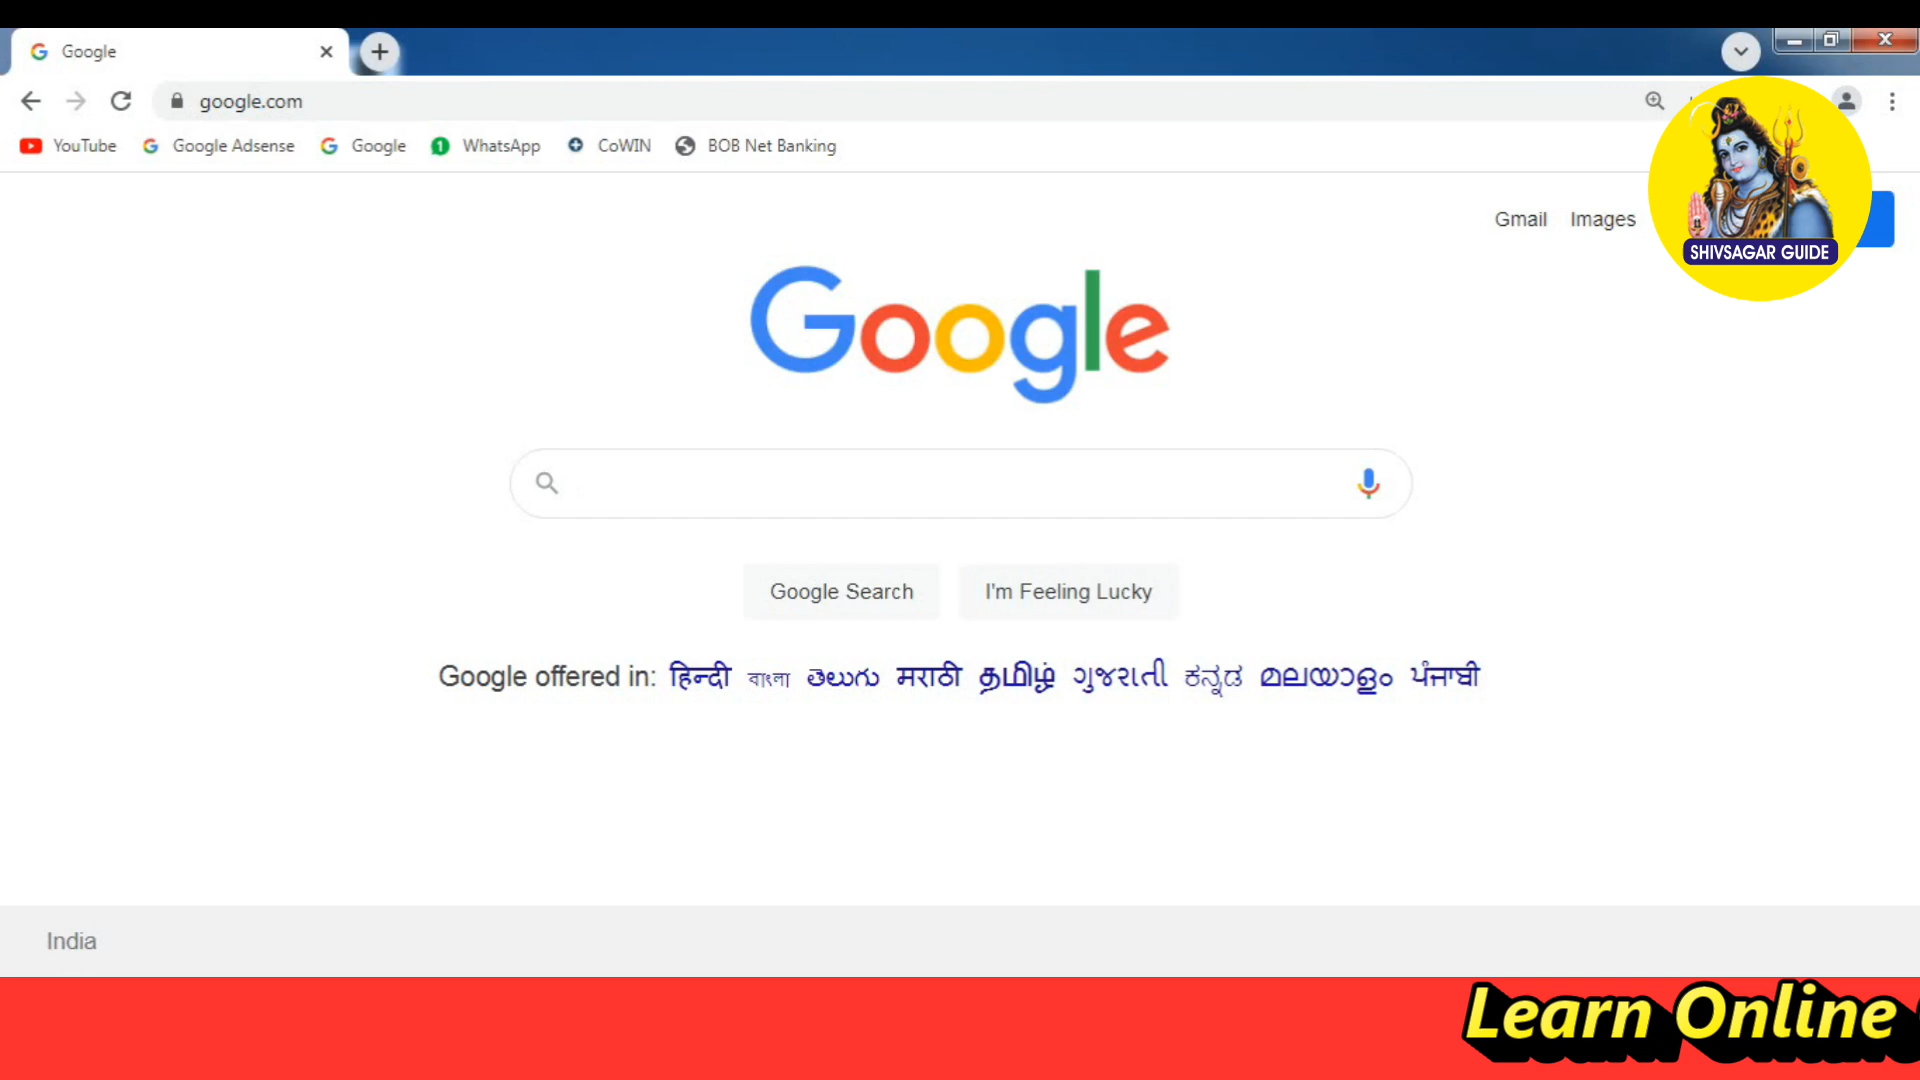 Google
google.com
YouTube Google Adsense Google WhatsApp CoWIN BOB Net Banking
Gmail Images
SHIVSAGAR GUIDE
Google
Google Search I'm Feeling Lucky
Google offered in: हिन्दी বাংলা తెలుగు मराठी தமிழ் ગુજરાતી ಕನ್ನಡ മലയാളം ਪੰਜਾਬੀ
India
Learn Online